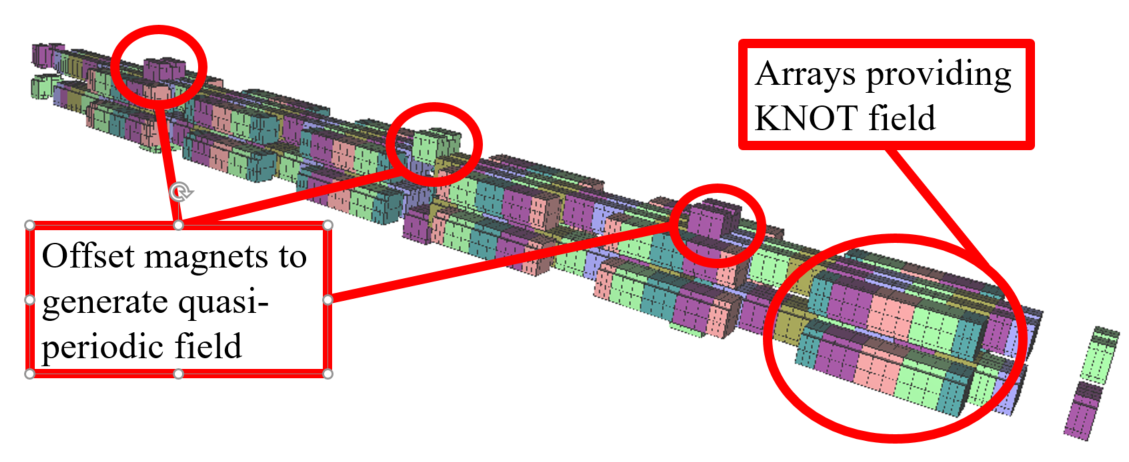 Arrays providing
KNOT field
Offset magnets to
generate quasi-
periodic field